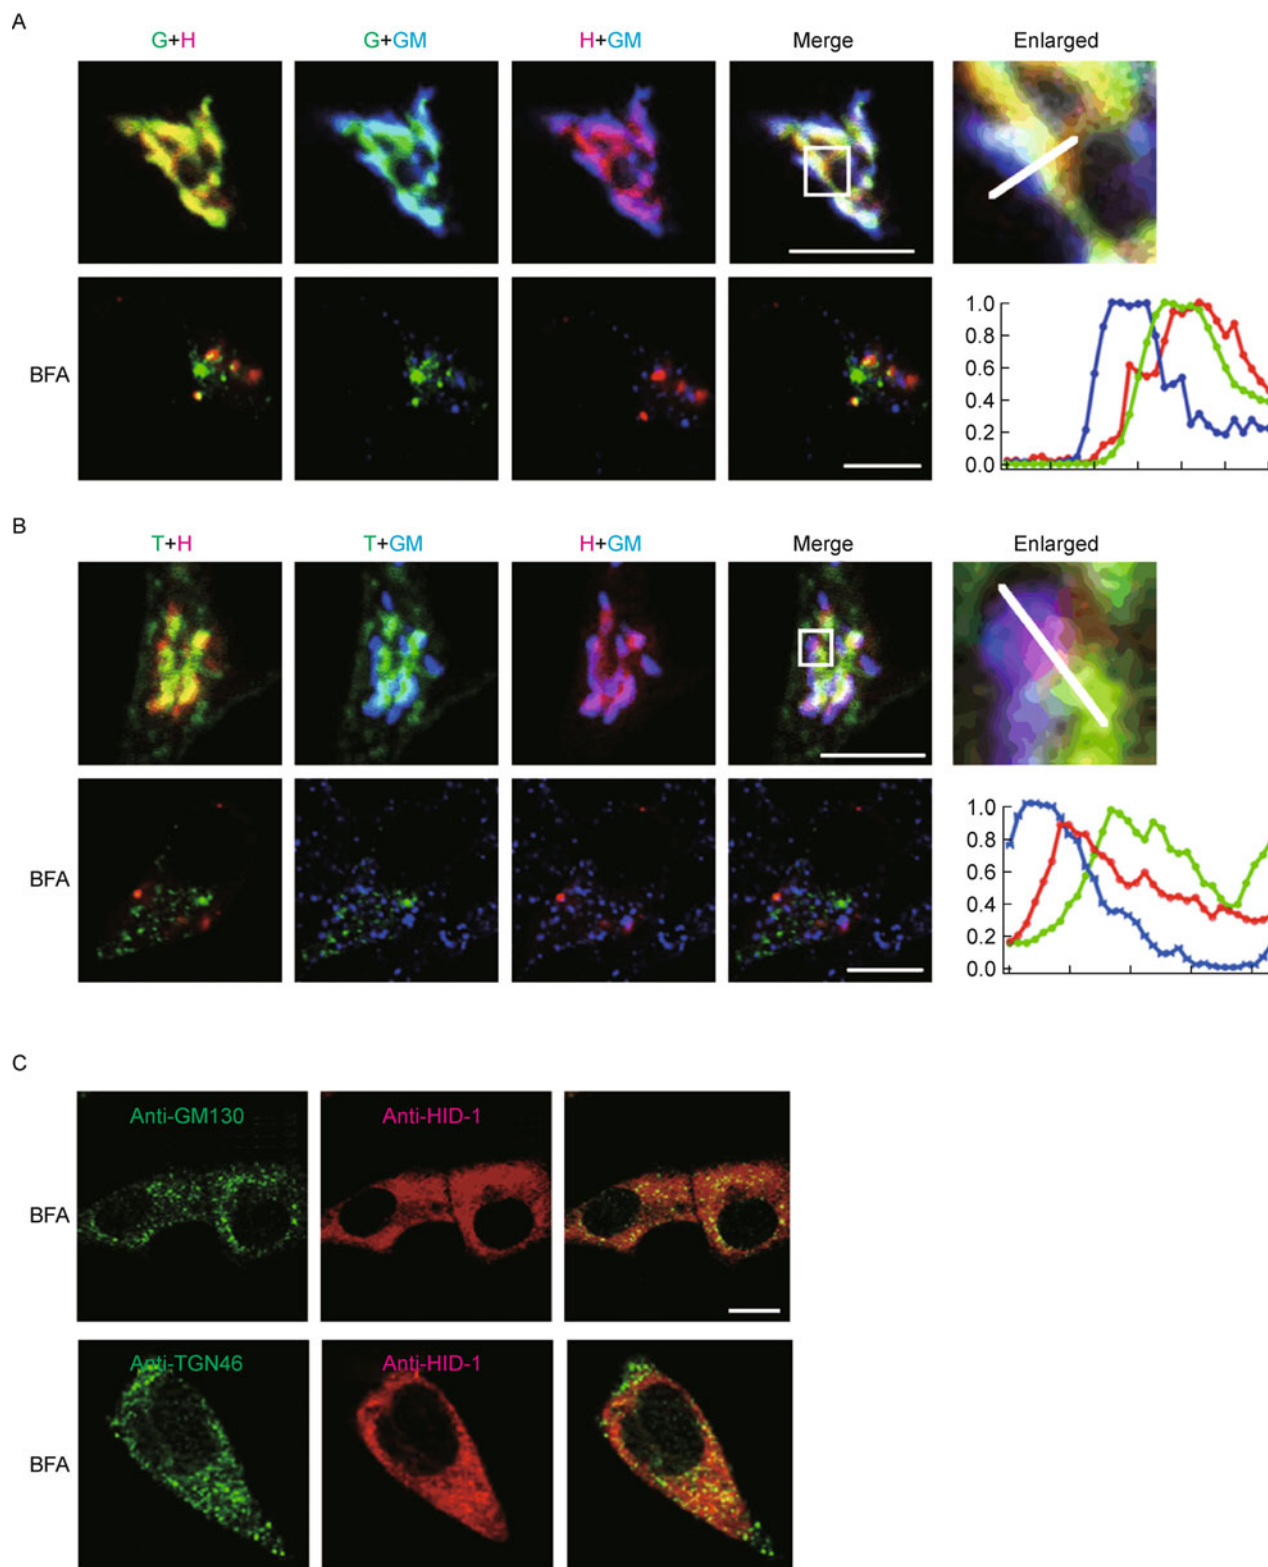 A
G+H G+GM H+GM Merge Enlarged
BFA
1.0
0.8
0.6
0.4
0.2
0.0
B
T+H T+GM H+GM Merge Enlarged
BFA
1.0
0.8
0.6
0.4
0.2
0.0
C
Anti-GM130 Anti-HID-1
BFA
Anti-TGN46 Anti-HID-1
BFA